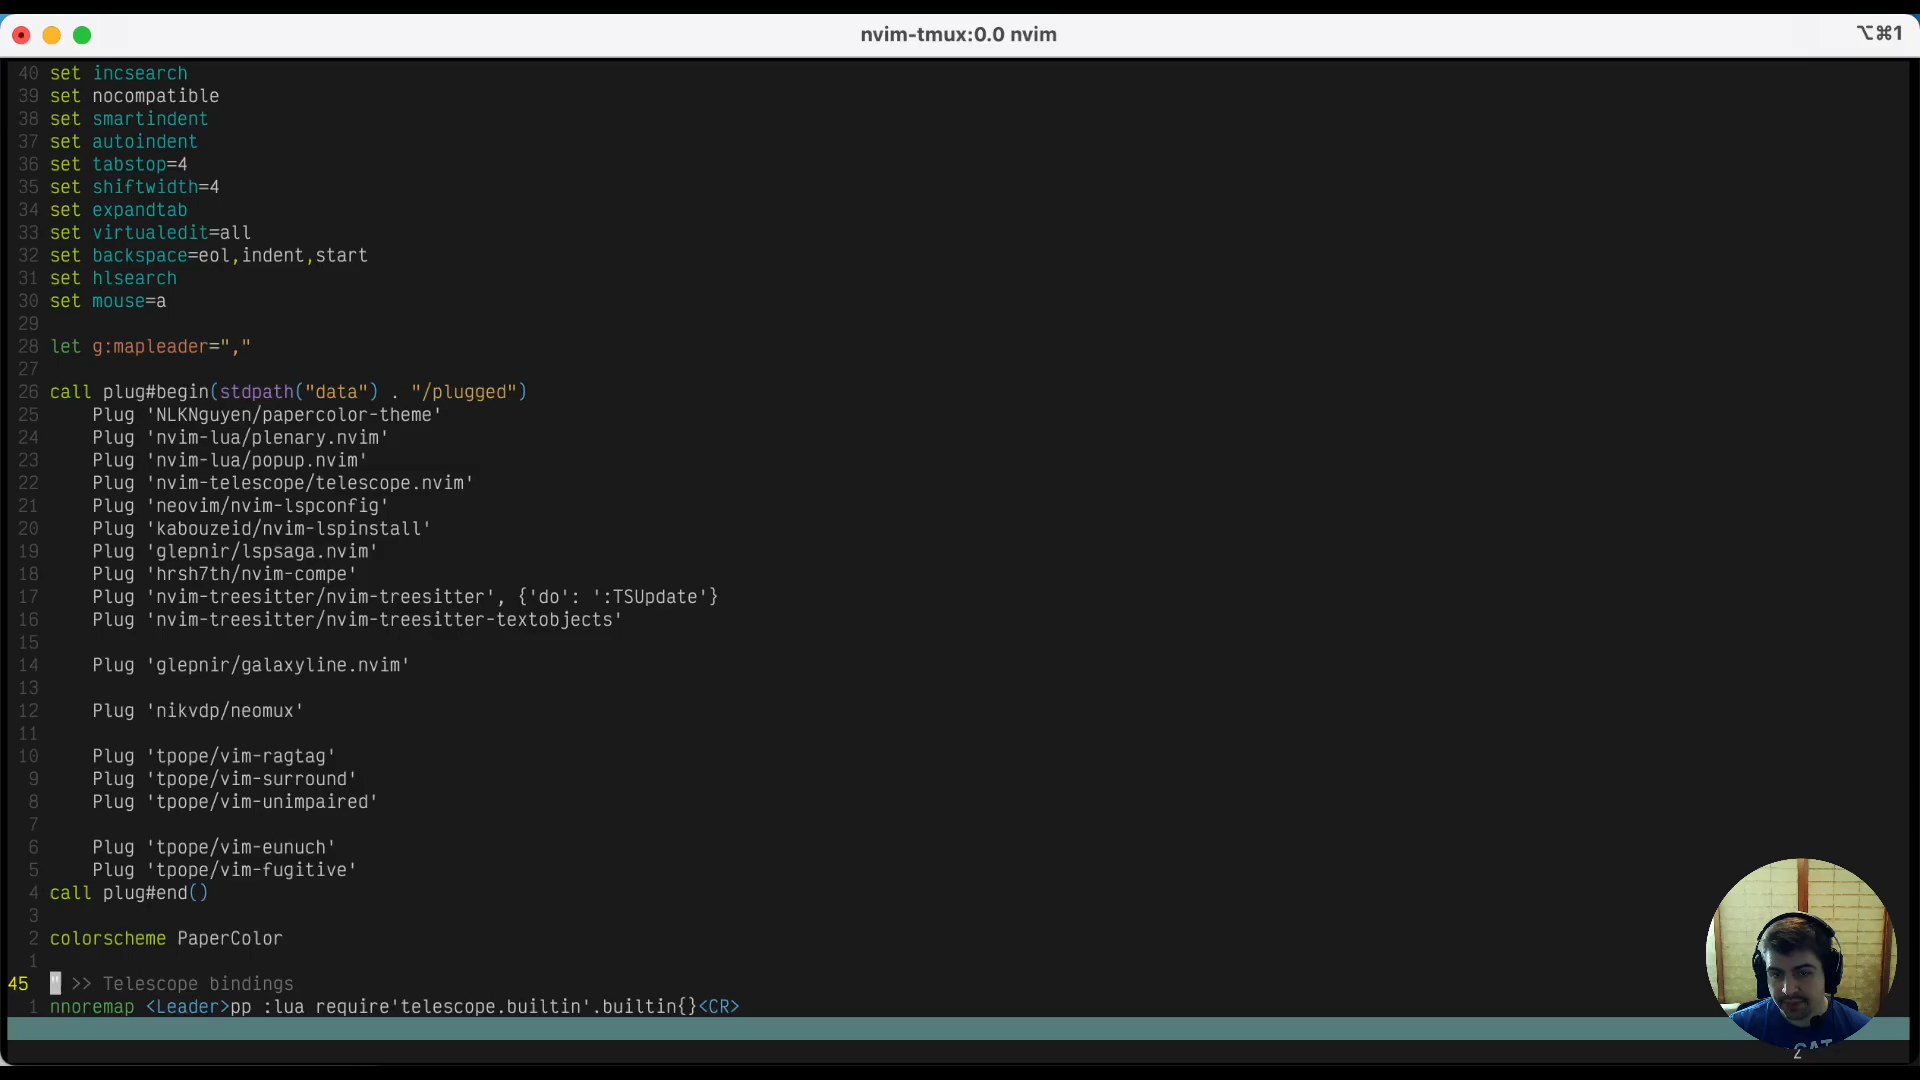 nvim-tmux:0.0 nvim
⌥⌘1
40 set incsearch
39 set nocompatible
38 set smartindent
37 set autoindent
36 set tabstop=4
35 set shiftwidth=4
34 set expandtab
33 set virtualedit=all
32 set backspace=eol,indent,start
31 set hlsearch
30 set mouse=a
29
28 let g:mapleader=","
27
26 call plug#begin(stdpath("data") . "/plugged")
25     Plug 'NLKNguyen/papercolor-theme'
24     Plug 'nvim-lua/plenary.nvim'
23     Plug 'nvim-lua/popup.nvim'
22     Plug 'nvim-telescope/telescope.nvim'
21     Plug 'neovim/nvim-lspconfig'
20     Plug 'kabouzeid/nvim-lspinstall'
19     Plug 'glepnir/lspsaga.nvim'
18     Plug 'hrsh7th/nvim-compe'
17     Plug 'nvim-treesitter/nvim-treesitter', {'do': ':TSUpdate'}
16     Plug 'nvim-treesitter/nvim-treesitter-textobjects'
15
14     Plug 'glepnir/galaxyline.nvim'
13
12     Plug 'nikvdp/neomux'
11
10     Plug 'tpope/vim-ragtag'
9     Plug 'tpope/vim-surround'
8     Plug 'tpope/vim-unimpaired'
7
6     Plug 'tpope/vim-eunuch'
5     Plug 'tpope/vim-fugitive'
4 call plug#end()
3
2 colorscheme PaperColor
1
45 " >> Telescope bindings
1 nnoremap <Leader>pp :lua require'telescope.builtin'.builtin{}<CR>
2